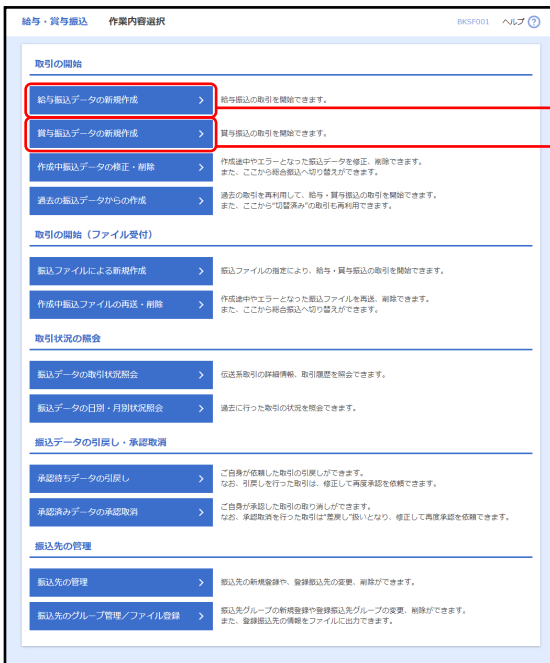 給与・賞与振込 作業内容選択 BKSF001 ヘルプ ?
取引の開始
給与振込データの新規作成 給与振込の取引を開始できます。
賞与振込データの新規作成 賞与振込の取引を開始できます。
作成中振込データの修正・削除 作成途中やエラーとなった振込データを修正、削除できます。
また、ここから総合振込へ切り替えができます。
過去の振込データからの作成 過去の取引を再利用して、給与・賞与振込の取引を開始できます。
また、ここから“切替済み”の取引も再利用できます。
取引の開始（ファイル受付）
振込ファイルによる新規作成 振込ファイルの指定により、給与・賞与振込の取引を開始できます。
作成中振込ファイルの再送・削除 作成途中やエラーとなった振込ファイルを再送、削除できます。
また、ここから総合振込へ切り替えができます。
取引状況の照会
振込データの取引状況照会 伝送系取引の詳細情報、取引履歴を照会できます。
振込データの日別・月別状況照会 過去に行った取引の状況を照会できます。
振込データの引戻し・承認取消
承認待ちデータの引戻し ご自身が依頼した取引の引戻しができます。
なお、引戻しを行った取引は、修正して再度承認を依頼できます。
承認済みデータの承認取消 ご自身が承認した取引の取り消しができます。
なお、承認取消を行った取引は“差戻し”扱いとなり、修正して再度承認を依頼できます。
振込先の管理
振込先の管理 振込先の新規登録や、登録振込先の変更、削除ができます。
振込先のグループ管理／ファイル登録 振込先グループの新規登録や登録振込先グループの変更、削除ができます。
また、登録振込先の情報をファイルに出力できます。